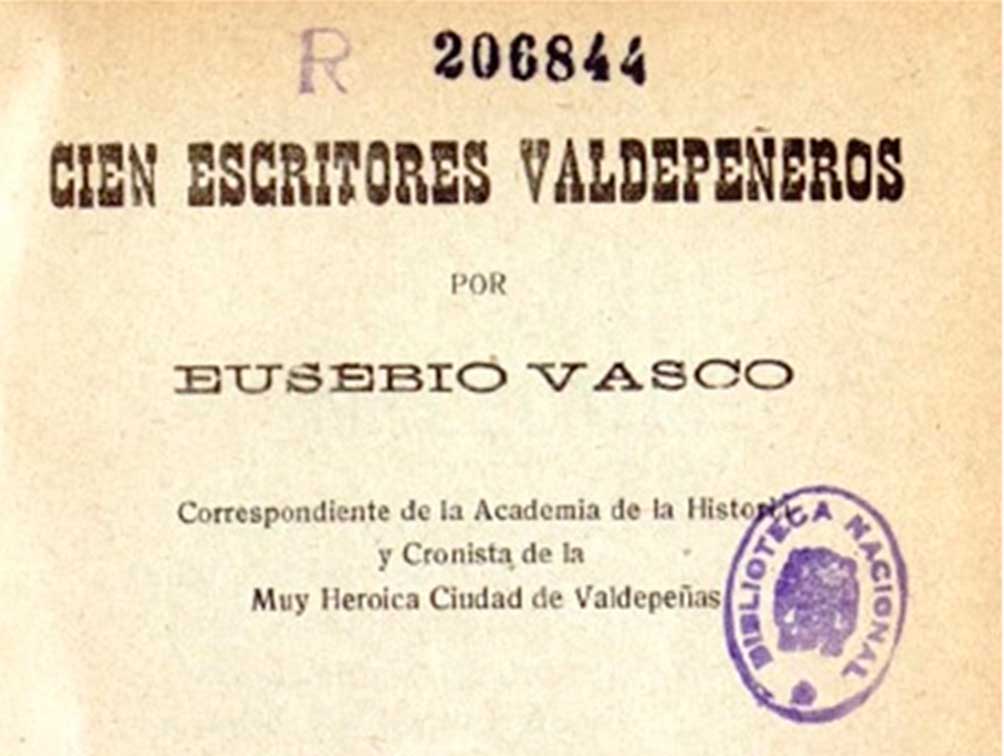 R 206844
CIEN ESCRITORES VALDEPEÑEROS
POR
EUSEBIO VASCO
Correspondiente de la Academia de la Historia
y Cronista de la
Muy Heroica Ciudad de Valdepeñas
BIBLIOTECA NACIONAL